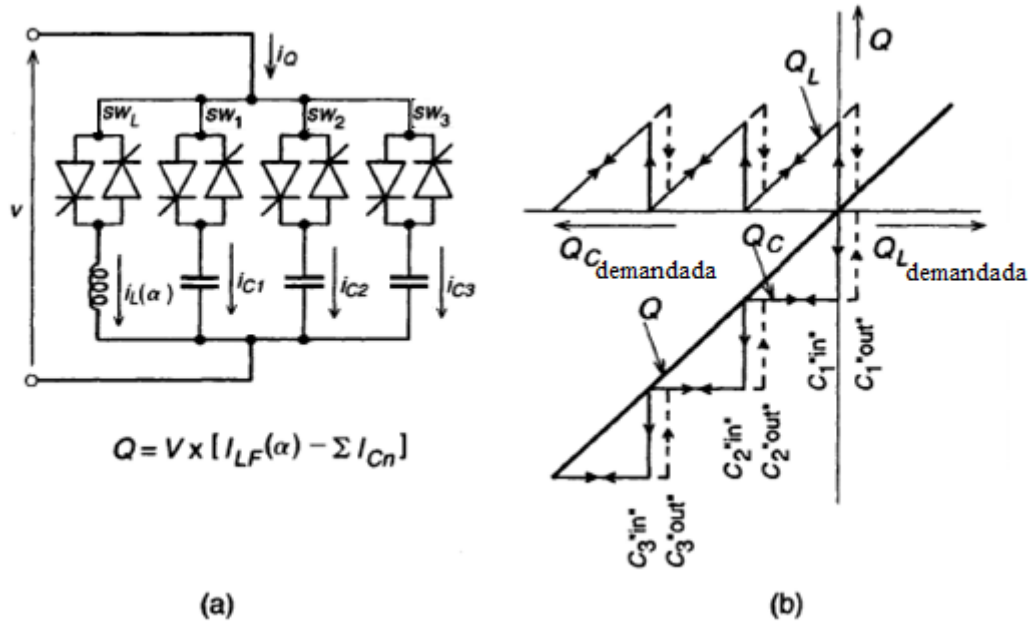 i_Q
sw_L
sw_1
sw_2
sw_3
v
i_L(α)
i_C1
i_C2
i_C3
Q = V x [I_LF(α) – Σ I_Cn]
(a)
Q
Q_L
Q_C demandada
Q_C
Q_L demandada
Q
C_1 "in"
C_1 "out"
C_2 "in"
C_2 "out"
C_3 "in"
C_3 "out"
(b)